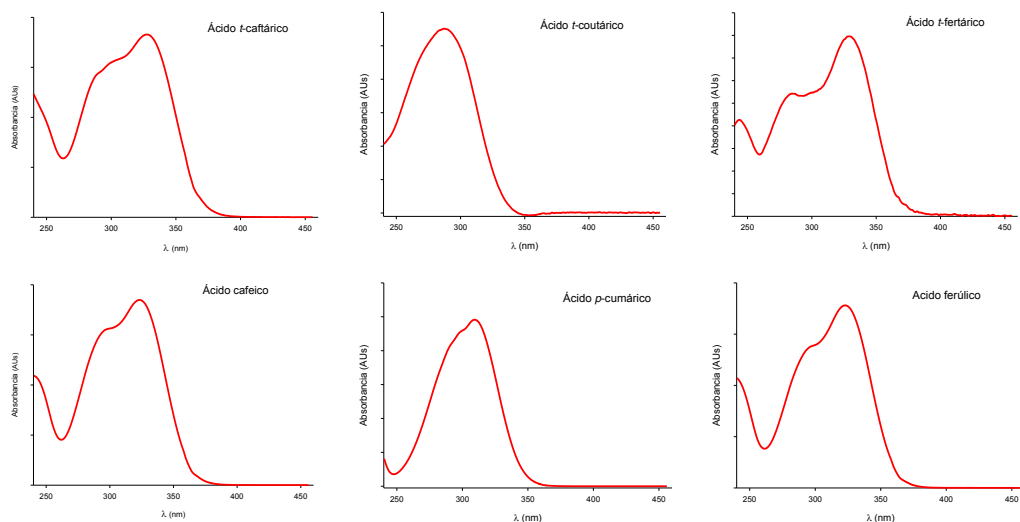 Ácido t-caftárico
Absorbancia (AUs)
250 300 350 400 450
λ (nm)
Ácido t-coutárico
Absorbancia (AUs)
250 300 350 400 450
λ (nm)
Ácido t-fertárico
Absorbancia (AUs)
250 300 350 400 450
λ (nm)
Ácido cafeico
Absorbancia (AUs)
250 300 350 400 450
λ (nm)
Ácido p-cumárico
Absorbancia (AUs)
250 300 350 400 450
λ (nm)
Acido ferúlico
Absorbancia (AUs)
250 300 350 400 450
λ (nm)